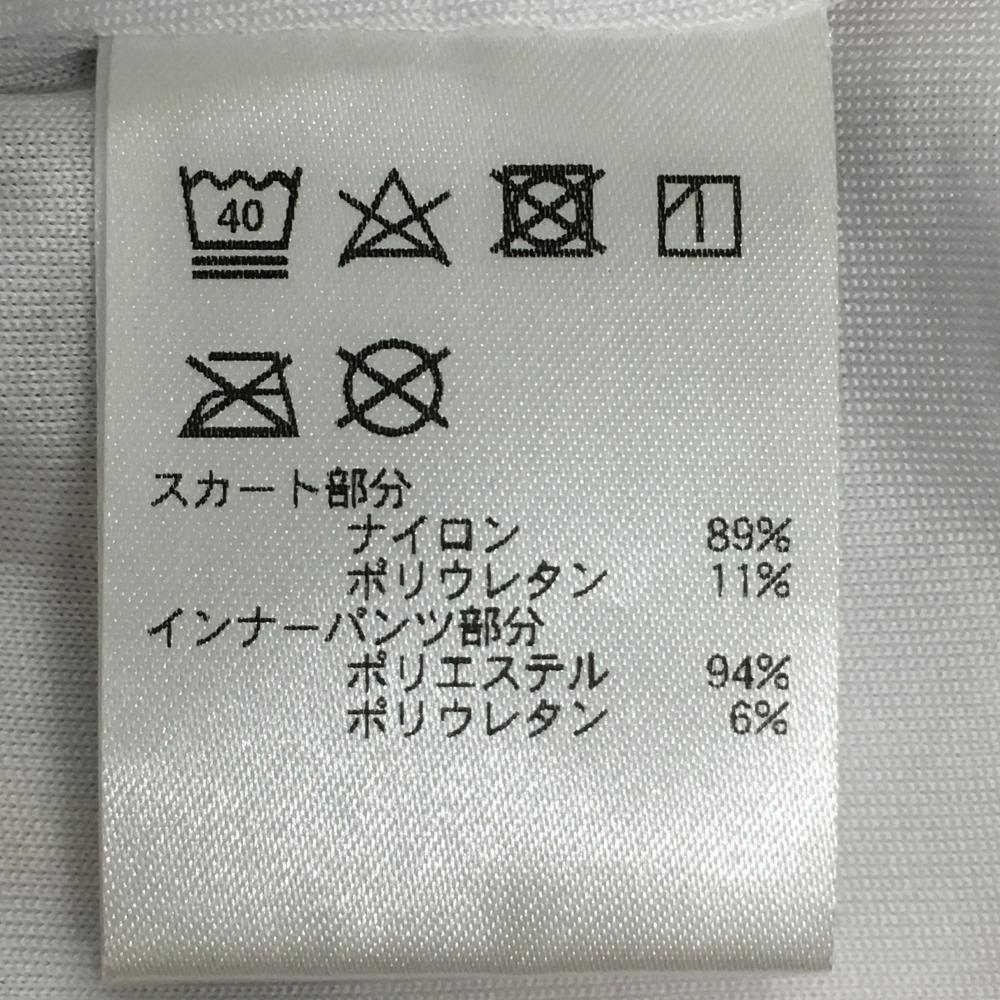 40
スカート部分
ナイロン 89%
ポリウレタン 11%
インナーパンツ部分
ポリエステル 94%
ポリウレタン 6%